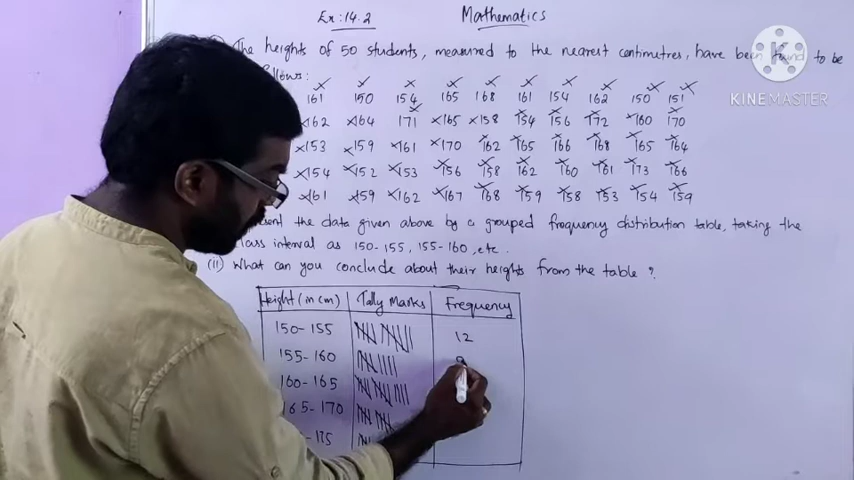 Ex:14.2 Mathematics
The heights of 50 students, measured to the nearest centimetres, have been found to be
KINEMASTER
161 150 154 165 168 161 154 162 150 151
162 164 171 165 158 154 156 172 160 170
153 159 161 170 162 165 166 168 165 164
154 152 153 156 158 162 160 161 173 166
161 159 162 167 168 159 158 153 154 159
the data given above by a grouped frequency distribution table, taking the
class interval as 150-155, 155-160, etc.
(11) What can you conclude about their heights from the table ?
Height (in cm) Tally Marks Frequency
150-155 12
155-160
160-165
165-170